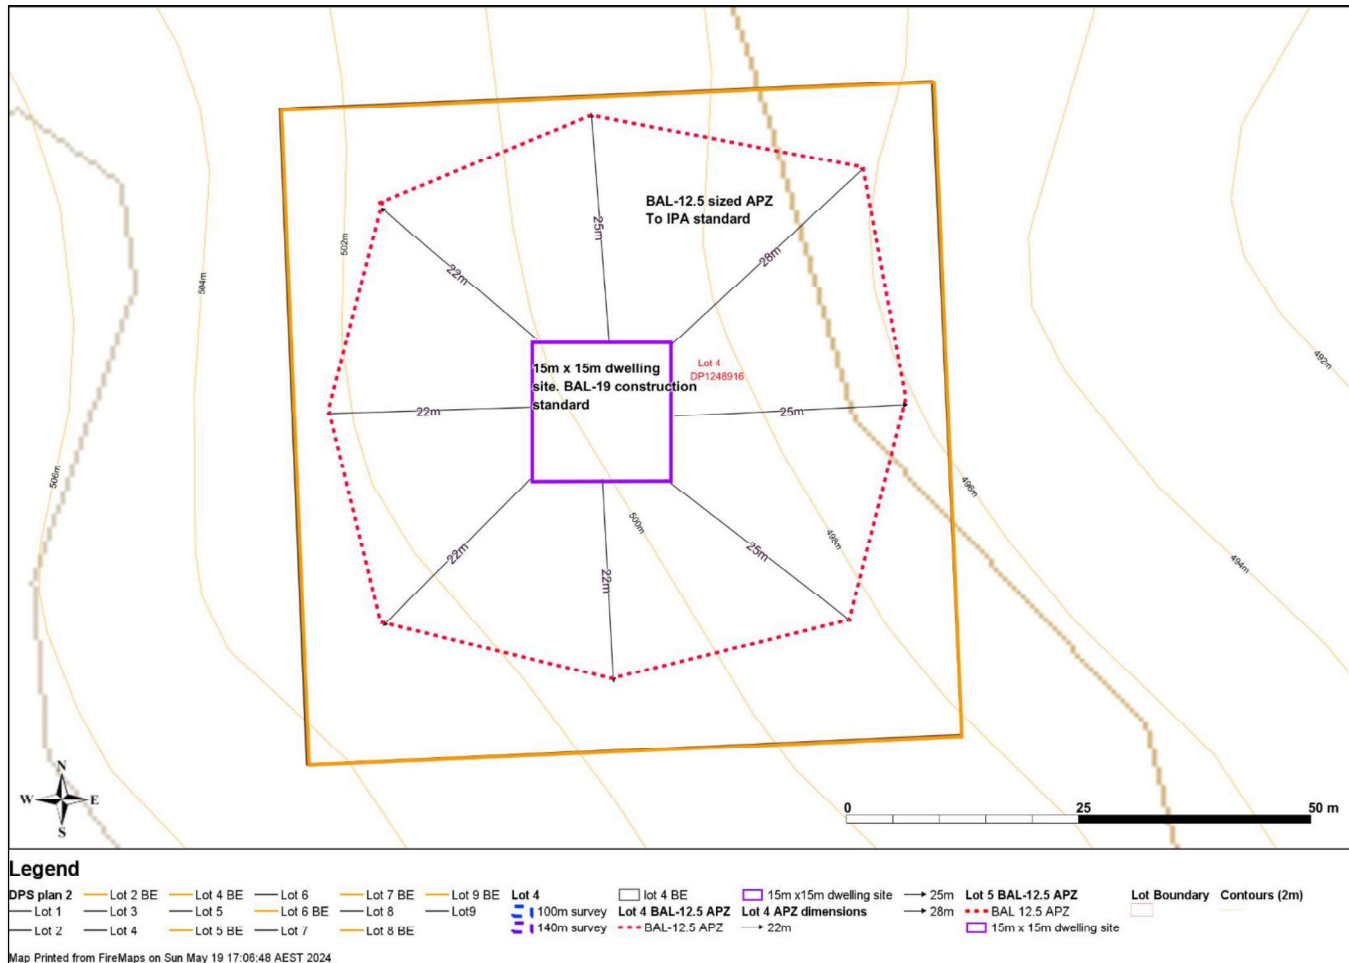 BAL-12.5 sized APZ
To IPA standard
25m
28m
22m
502m
504m
492m
15m x 15m dwelling
site. BAL-19 construction
standard
Lot 4
DP1248916
22m
25m
506m
496m
500m
498m
494m
22m
22m
25m
N
W E
S
0 25 50 m
Legend
DPS plan 2 Lot 2 BE Lot 4 BE Lot 6 Lot 7 BE Lot 9 BE Lot 4 lot 4 BE 15m x15m dwelling site 25m Lot 5 BAL-12.5 APZ Lot Boundary Contours (2m)
Lot 1 Lot 3 Lot 5 Lot 6 BE Lot 8 Lot9 100m survey Lot 4 BAL-12.5 APZ Lot 4 APZ dimensions 28m BAL 12.5 APZ
Lot 2 Lot 4 Lot 5 BE Lot 7 Lot 8 BE 140m survey BAL-12.5 APZ 22m 15m x 15m dwelling site
Map Printed from FireMaps on Sun May 19 17:06:48 AEST 2024